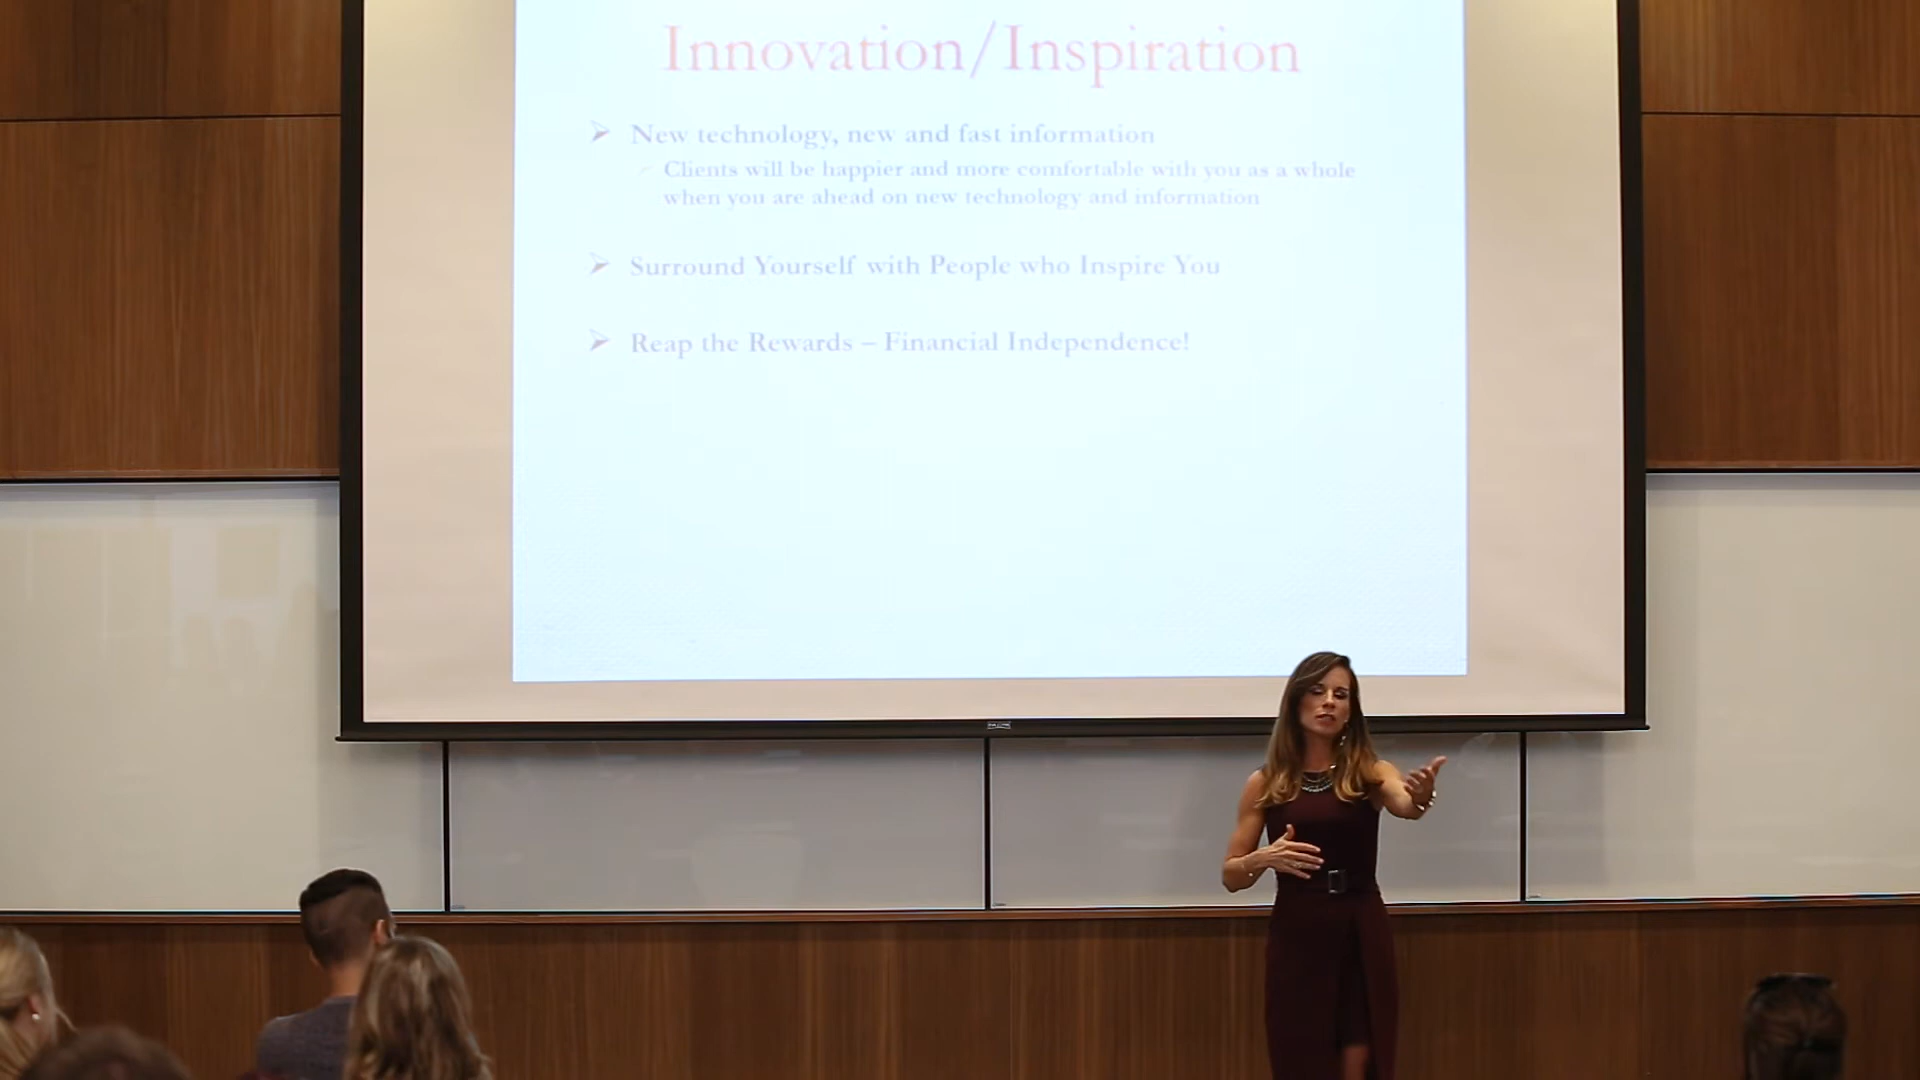 Innovation/Inspiration
New technology, new and fast information
Clients will be happier and more comfortable with you as a whole
when you are ahead on new technology and information
Surround Yourself with People who Inspire You
Reap the Rewards – Financial Independence!